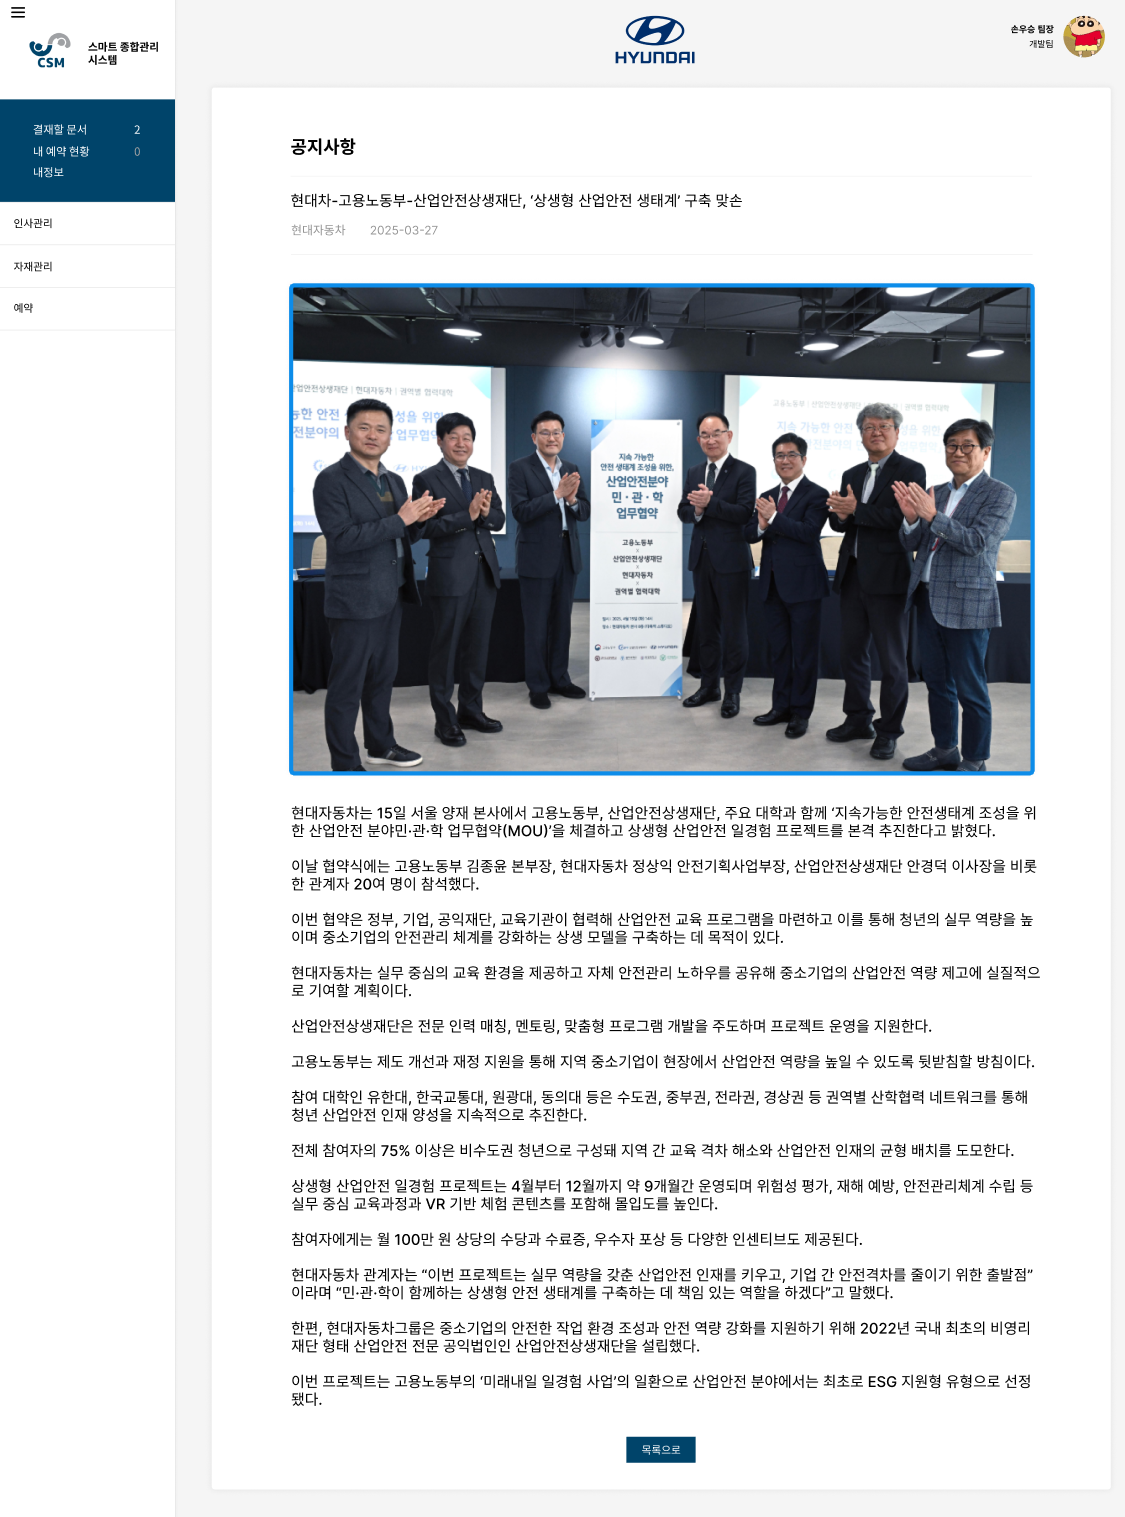 CSM
스마트 종합관리
시스템
HYUNDAI
손우승 팀장
개발팀
결재할 문서 2
내 예약 현황 0
내정보
인사관리
자재관리
예약
공지사항
현대차-고용노동부-산업안전상생재단, ‘상생형 산업안전 생태계’ 구축 맞손
현대자동차 2025-03-27
업안전상생재단 | 현대자동차 | 권역별 협력대학
고용노동부 | 산업안전상생재단 | 권역별 협력대학
지속 가능한
안전 생태계 조성을 위한,
산업안전분야
민·관·학
업무협약
고용노동부
x
산업안전상생재단
x
현대자동차
x
권역별 협력대학
현대자동차는 15일 서울 양재 본사에서 고용노동부, 산업안전상생재단, 주요 대학과 함께 ‘지속가능한 안전생태계 조성을 위
한 산업안전 분야민·관·학 업무협약(MOU)’을 체결하고 상생형 산업안전 일경험 프로젝트를 본격 추진한다고 밝혔다.
이날 협약식에는 고용노동부 김종윤 본부장, 현대자동차 정상익 안전기획사업부장, 산업안전상생재단 안경덕 이사장을 비롯
한 관계자 20여 명이 참석했다.
이번 협약은 정부, 기업, 공익재단, 교육기관이 협력해 산업안전 교육 프로그램을 마련하고 이를 통해 청년의 실무 역량을 높
이며 중소기업의 안전관리 체계를 강화하는 상생 모델을 구축하는 데 목적이 있다.
현대자동차는 실무 중심의 교육 환경을 제공하고 자체 안전관리 노하우를 공유해 중소기업의 산업안전 역량 제고에 실질적으
로 기여할 계획이다.
산업안전상생재단은 전문 인력 매칭, 멘토링, 맞춤형 프로그램 개발을 주도하며 프로젝트 운영을 지원한다.
고용노동부는 제도 개선과 재정 지원을 통해 지역 중소기업이 현장에서 산업안전 역량을 높일 수 있도록 뒷받침할 방침이다.
참여 대학인 유한대, 한국교통대, 원광대, 동의대 등은 수도권, 중부권, 전라권, 경상권 등 권역별 산학협력 네트워크를 통해
청년 산업안전 인재 양성을 지속적으로 추진한다.
전체 참여자의 75% 이상은 비수도권 청년으로 구성돼 지역 간 교육 격차 해소와 산업안전 인재의 균형 배치를 도모한다.
상생형 산업안전 일경험 프로젝트는 4월부터 12월까지 약 9개월간 운영되며 위험성 평가, 재해 예방, 안전관리체계 수립 등
실무 중심 교육과정과 VR 기반 체험 콘텐츠를 포함해 몰입도를 높인다.
참여자에게는 월 100만 원 상당의 수당과 수료증, 우수자 포상 등 다양한 인센티브도 제공된다.
현대자동차 관계자는 “이번 프로젝트는 실무 역량을 갖춘 산업안전 인재를 키우고, 기업 간 안전격차를 줄이기 위한 출발점”
이라며 “민·관·학이 함께하는 상생형 안전 생태계를 구축하는 데 책임 있는 역할을 하겠다”고 말했다.
한편, 현대자동차그룹은 중소기업의 안전한 작업 환경 조성과 안전 역량 강화를 지원하기 위해 2022년 국내 최초의 비영리
재단 형태 산업안전 전문 공익법인인 산업안전상생재단을 설립했다.
이번 프로젝트는 고용노동부의 ‘미래내일 일경험 사업’의 일환으로 산업안전 분야에서는 최초로 ESG 지원형 유형으로 선정
됐다.
목록으로